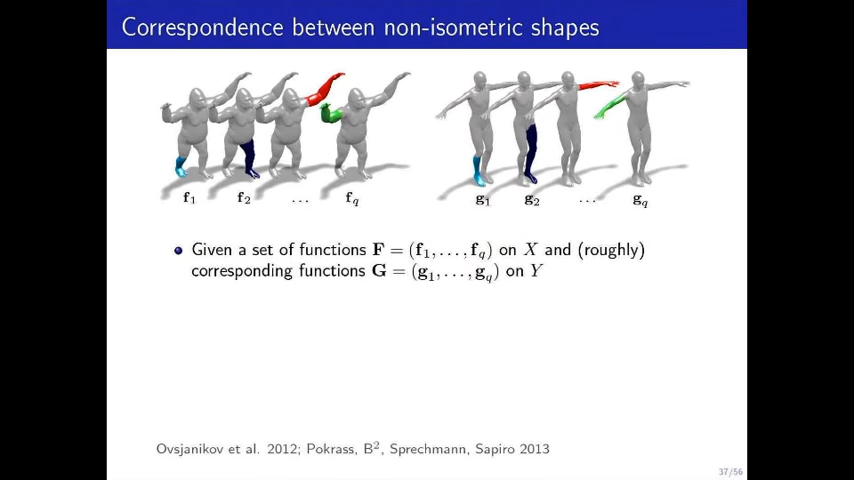 Correspondence between non-isometric shapes
f₁ f₂ ... f_q g₁ g₂ ... g_q
Given a set of functions F = (f₁, . . . , f_q) on X and (roughly)
corresponding functions G = (g₁, . . . , g_q) on Y
Ovsjanikov et al. 2012; Pokrass, B², Sprechmann, Sapiro 2013
37/56